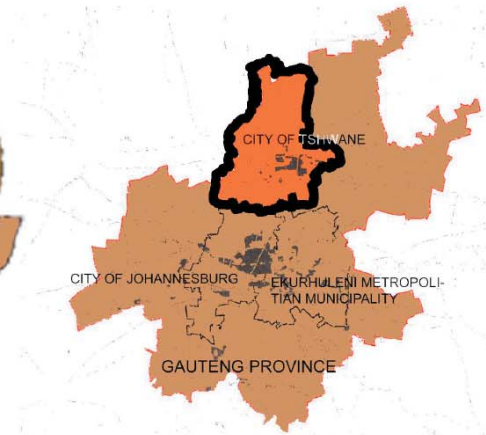 CITY OF TSHWANE
CITY OF JOHANNESBURG
EKURHULENI METROPOLI-
TIAN MUNICIPALITY
GAUTENG PROVINCE